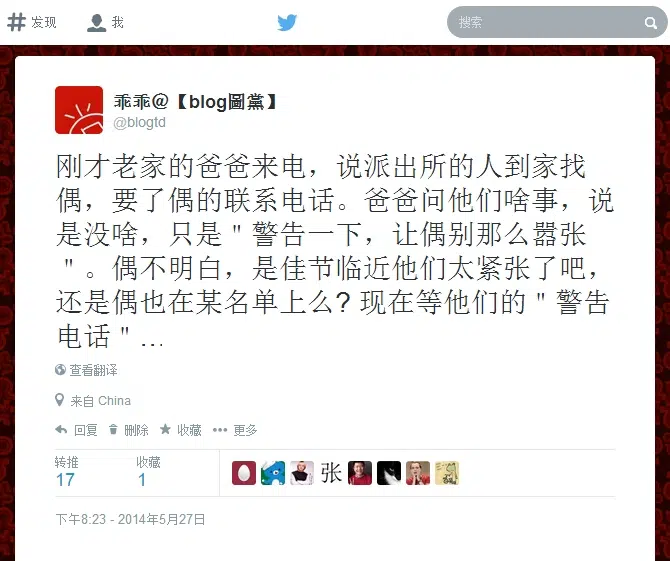 发现 我 搜索
乖乖@【blog圖黨】
@blogtd
刚才老家的爸爸来电，说派出所的人到家找
偶，要了偶的联系电话。爸爸问他们啥事，说
是没啥，只是＂警告一下，让偶别那么嚣张
＂。偶不明白，是佳节临近他们太紧张了吧，
还是偶也在某名单上么? 现在等他们的＂警告
电话＂...
查看翻译
来自 China
回复 删除 收藏 更多
转推 收藏
17 1
张
下午8:23 - 2014年5月27日